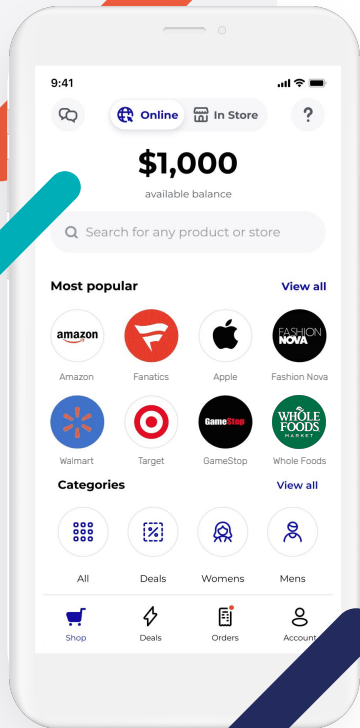 9:41
Online
In Store
?
$1,000
available balance
Search for any product or store
Most popular
View all
amazon
FASHION
NOVA
Amazon
Fanatics
Apple
Fashion Nova
GameStop
WHÔLE
FOODS
MARKET
Walmart
Target
GameStop
Whole Foods
Categories
View all
All
Deals
Womens
Mens
Shop
Deals
Orders
Account